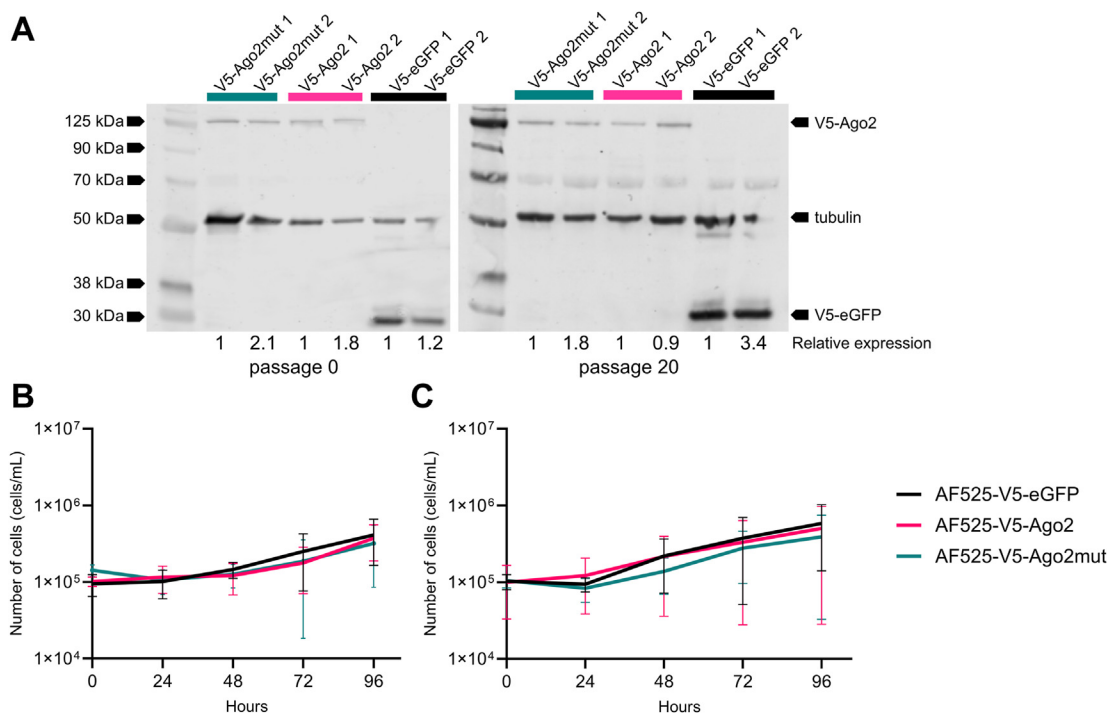 A
V5-Ago2mut 1
V5-Ago2mut 2
V5-Ago2 1
V5-Ago2 2
V5-eGFP 1
V5-eGFP 2
V5-Ago2mut 1
V5-Ago2mut 2
V5-Ago2 1
V5-Ago2 2
V5-eGFP 1
V5-eGFP 2
125 kDa
90 kDa
70 kDa
50 kDa
38 kDa
30 kDa
V5-Ago2
tubulin
V5-eGFP
1 2.1 1 1.8 1 1.2
1 1.8 1 0.9 1 3.4
Relative expression
passage 0
passage 20
B
Number of cells (cells/mL)
1×10⁷
1×10⁶
1×10⁵
1×10⁴
0 24 48 72 96
Hours
C
Number of cells (cells/mL)
1×10⁷
1×10⁶
1×10⁵
1×10⁴
0 24 48 72 96
Hours
AF525-V5-eGFP
AF525-V5-Ago2
AF525-V5-Ago2mut